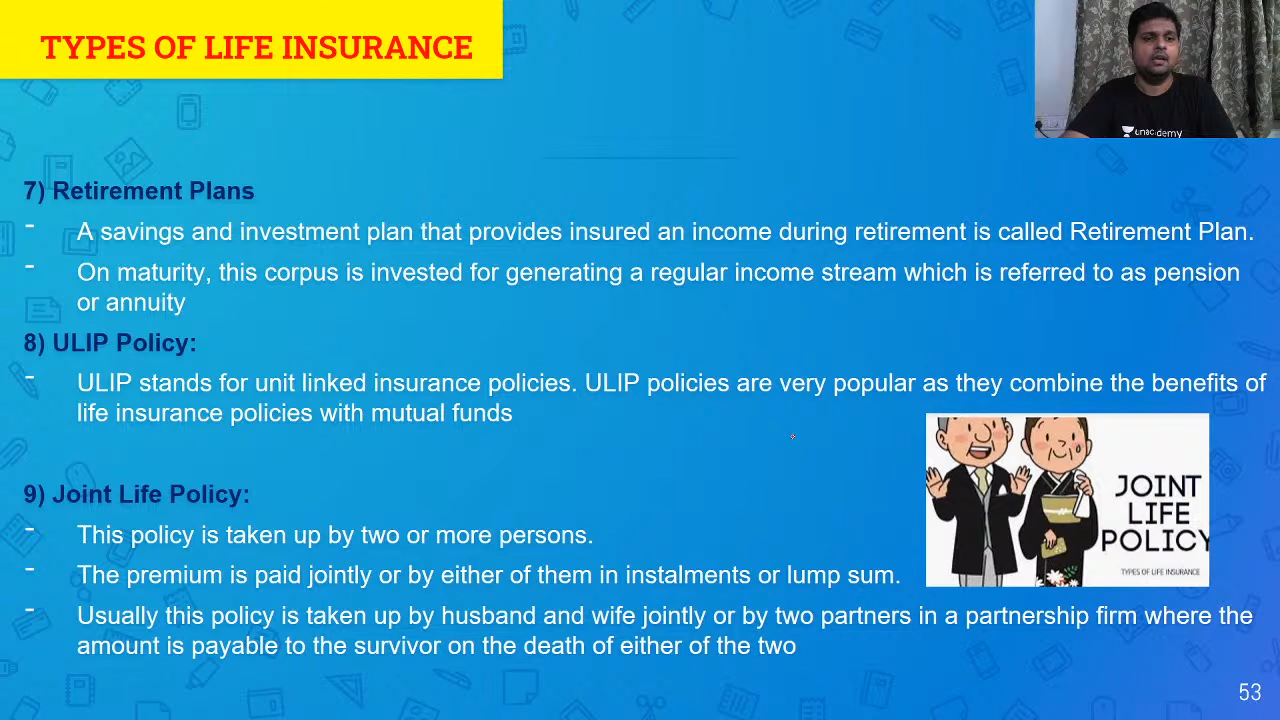 TYPES OF LIFE INSURANCE
unacademy
7) Retirement Plans
- A savings and investment plan that provides insured an income during retirement is called Retirement Plan.
- On maturity, this corpus is invested for generating a regular income stream which is referred to as pension
or annuity
8) ULIP Policy:
- ULIP stands for unit linked insurance policies. ULIP policies are very popular as they combine the benefits of
life insurance policies with mutual funds
9) Joint Life Policy:
- This policy is taken up by two or more persons.
- The premium is paid jointly or by either of them in instalments or lump sum.
- Usually this policy is taken up by husband and wife jointly or by two partners in a partnership firm where the
amount is payable to the survivor on the death of either of the two
JOINT
LIFE
POLICY
TYPES OF LIFE INSURANCE
53